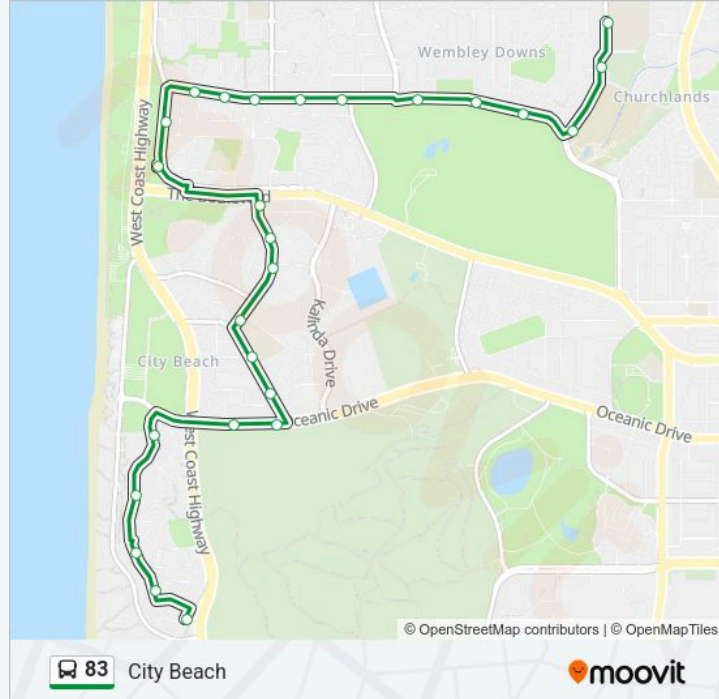 Wembley Downs
Churchlands
West Coast Highway
The Boulevard
Kalinda Drive
City Beach
Oceanic Drive
Oceanic Drive
West Coast Highway
© OpenStreetMap contributors | © OpenMapTiles
83 City Beach
moovit